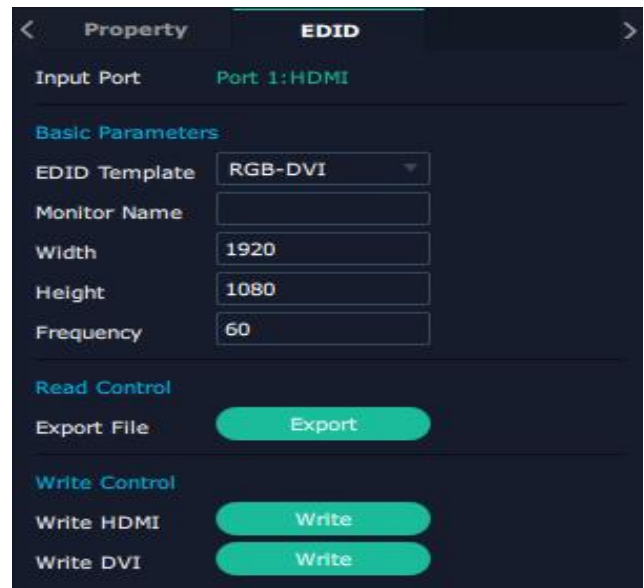 < Property EDID >
Input Port Port 1:HDMI
Basic Parameters
EDID Template RGB-DVI
Monitor Name
Width 1920
Height 1080
Frequency 60
Read Control
Export File Export
Write Control
Write HDMI Write
Write DVI Write